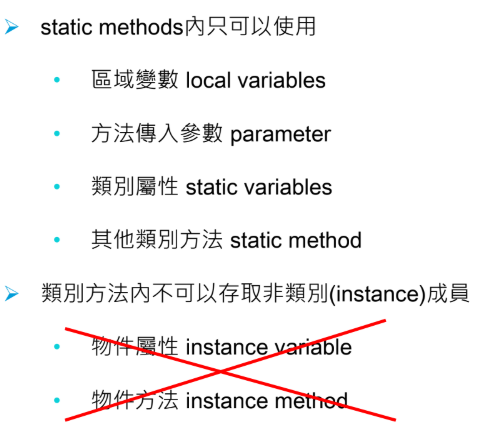 static methods內只可以使用
區域變數 local variables
方法傳入參數 parameter
類別屬性 static variables
其他類別方法 static method
類別方法內不可以存取非類別(instance)成員
物件屬性 instance variable
物件方法 instance method